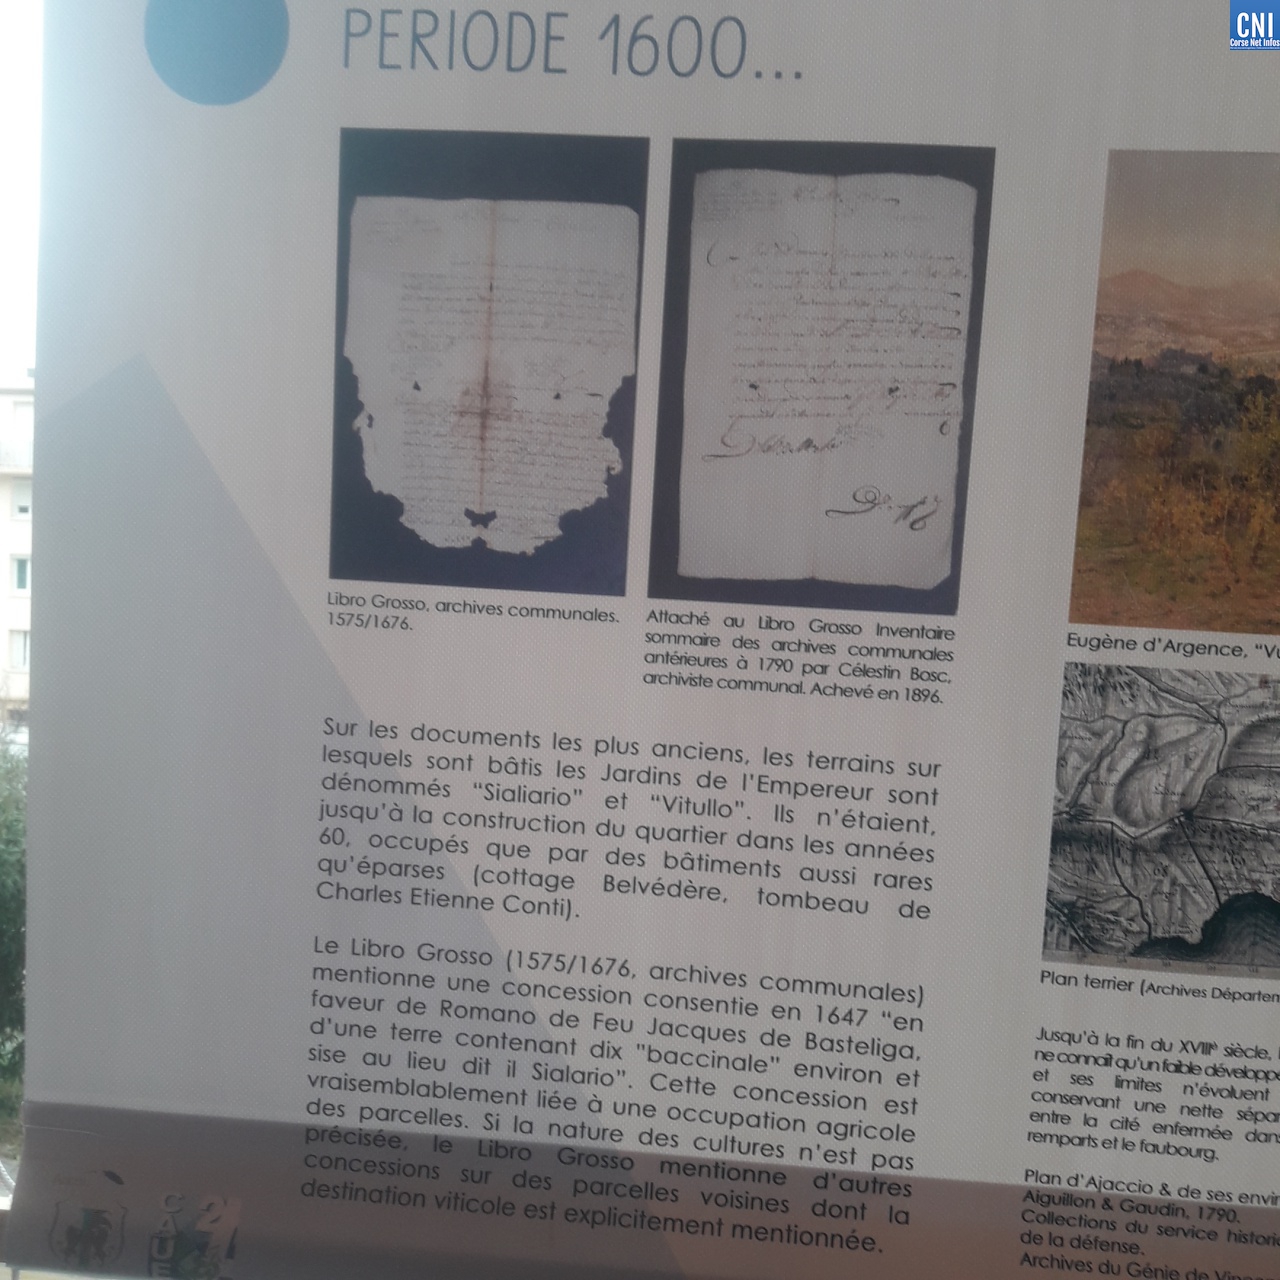 CNI
Corse Net Infos
PERIODE 1600...
Libro Grosso, archives communales.
1575/1676.
Attaché au Libro Grosso Inventaire
sommaire des archives communales
antérieures à 1790 par Célestin Bosc,
archiviste communal. Achevé en 1896.
Sur les documents les plus anciens, les terrains sur
lesquels sont bâtis les Jardins de l'Empereur sont
dénommés "Sialiario" et "Vitullo". Ils n'étaient,
jusqu'à la construction du quartier dans les années
60, occupés que par des bâtiments aussi rares
qu'éparses (cottage Belvédère, tombeau de
Charles Etienne Conti).
Le Libro Grosso (1575/1676, archives communales)
mentionne une concession consentie en 1647 "en
faveur de Romano de Feu Jacques de Basteliga,
d'une terre contenant dix "baccinale" environ et
sise au lieu dit il Sialario". Cette concession est
vraisemblablement liée à une occupation agricole
des parcelles. Si la nature des cultures n'est pas
précisée, le Libro Grosso mentionne d'autres
concessions sur des parcelles voisines dont la
destination viticole est explicitement mentionnée.
Eugène d'Argence, "Vu
Plan terrier (Archives Départem
Jusqu'à la fin du XVIIIe siècle,
ne connaît qu'un faible développe
et ses limites n'évoluent
conservant une nette sépar
entre la cité enfermée dans
remparts et le faubourg.
Plan d'Ajaccio & de ses envir
Aiguillon & Gaudin, 1790.
Collections du service historic
de la défense.
Archives du Génie de
CAUE
2A